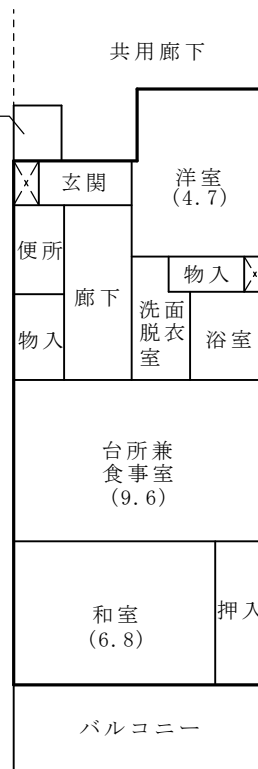 共用廊下
玄関
洋室
(4.7)
便所
廊下
物入
物入
洗面
脱衣
室
浴室
台所兼
食事室
(9.6)
和室
(6.8)
押入
バルコニー